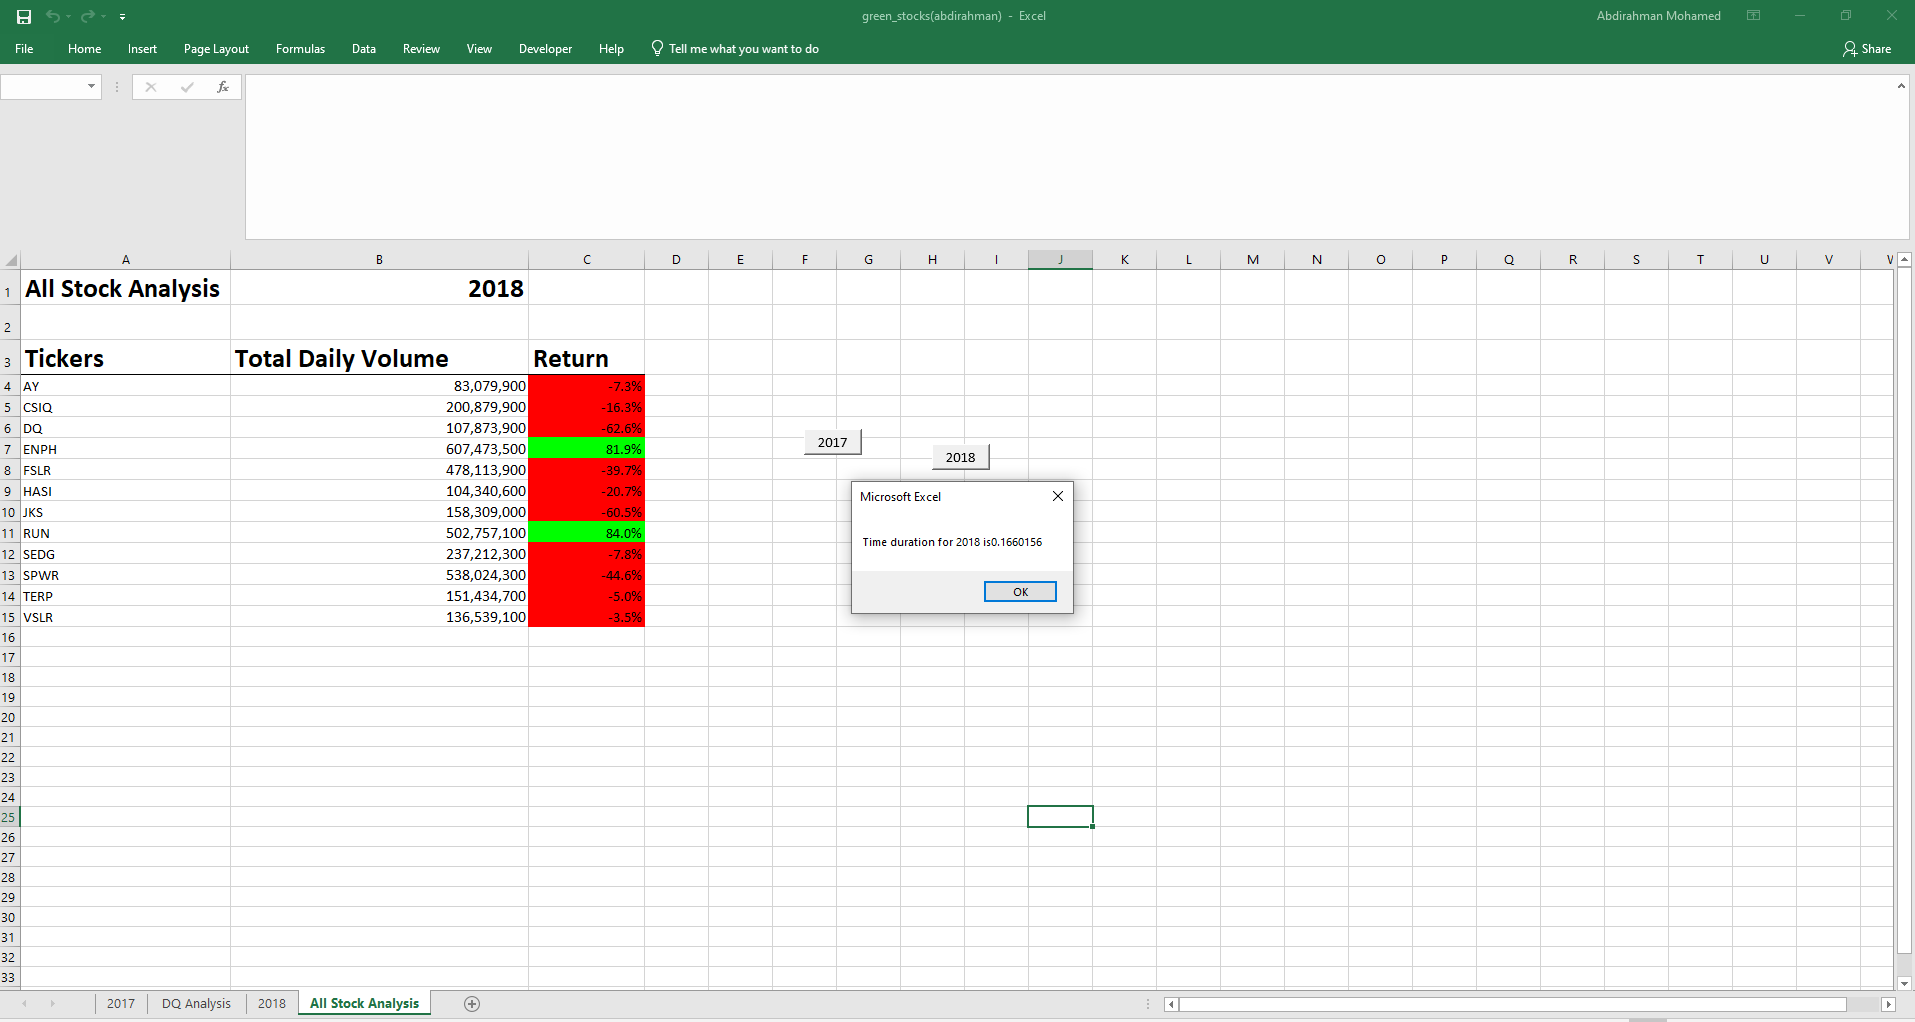 green_stocks(abdirahman) - Excel
Abdirahman Mohamed
File Home Insert Page Layout Formulas Data Review View Developer Help Tell me what you want to do Share
fx
A B C D E F G H I J K L M N O P Q R S T U V
1 All Stock Analysis 2018
2
3 Tickers Total Daily Volume Return
4 AY 83,079,900 -7.3%
5 CSIQ 200,879,900 -16.3%
6 DQ 107,873,900 -62.6%
7 ENPH 607,473,500 81.9%
8 FSLR 478,113,900 -39.7%
9 HASI 104,340,600 -20.7%
10 JKS 158,309,000 -60.5%
11 RUN 502,757,100 84.0%
12 SEDG 237,212,300 -7.8%
13 SPWR 538,024,300 -44.6%
14 TERP 151,434,700 -5.0%
15 VSLR 136,539,100 -3.5%
2017
2018
Microsoft Excel
Time duration for 2018 is0.1660156
OK
16
17
18
19
20
21
22
23
24
25
26
27
28
29
30
31
32
33
2017 DQ Analysis 2018 All Stock Analysis